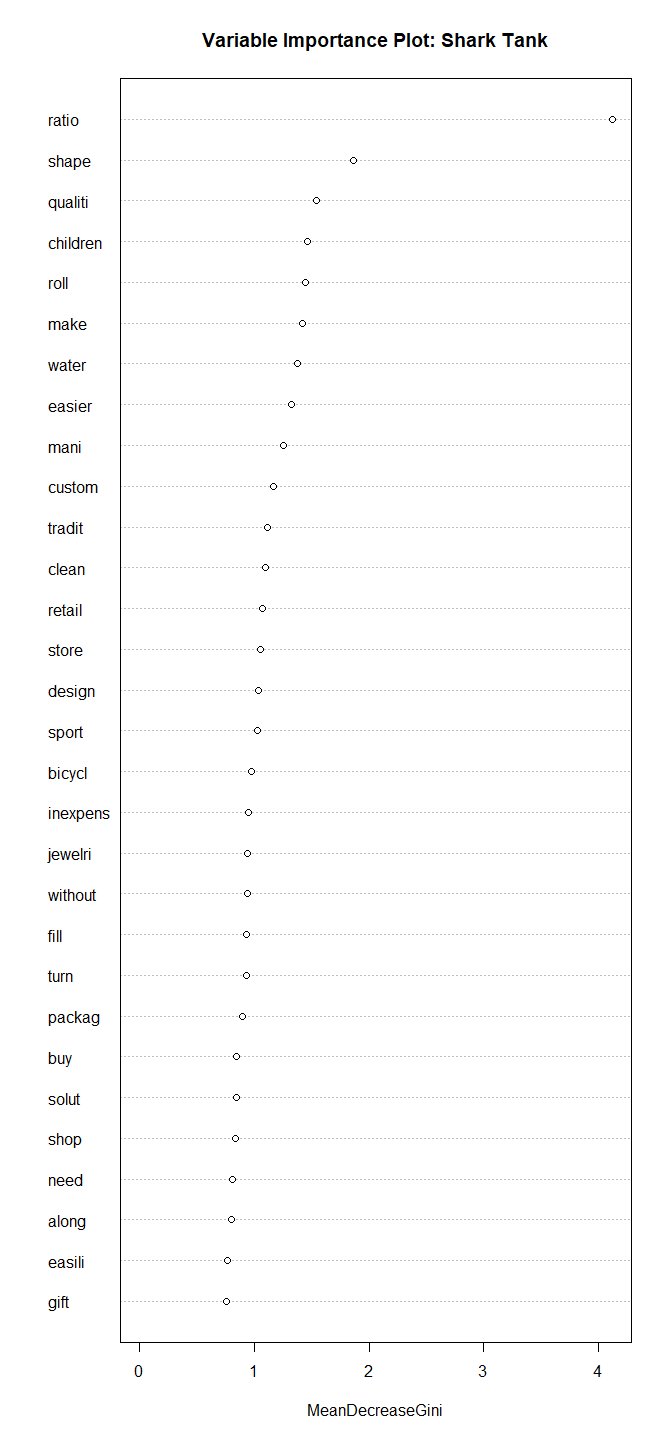 Variable Importance Plot: Shark Tank
ratio
shape
qualiti
children
roll
make
water
easier
mani
custom
tradit
clean
retail
store
design
sport
bicycl
inexpens
jewelri
without
fill
turn
packag
buy
solut
shop
need
along
easili
gift
0 1 2 3 4
MeanDecreaseGini